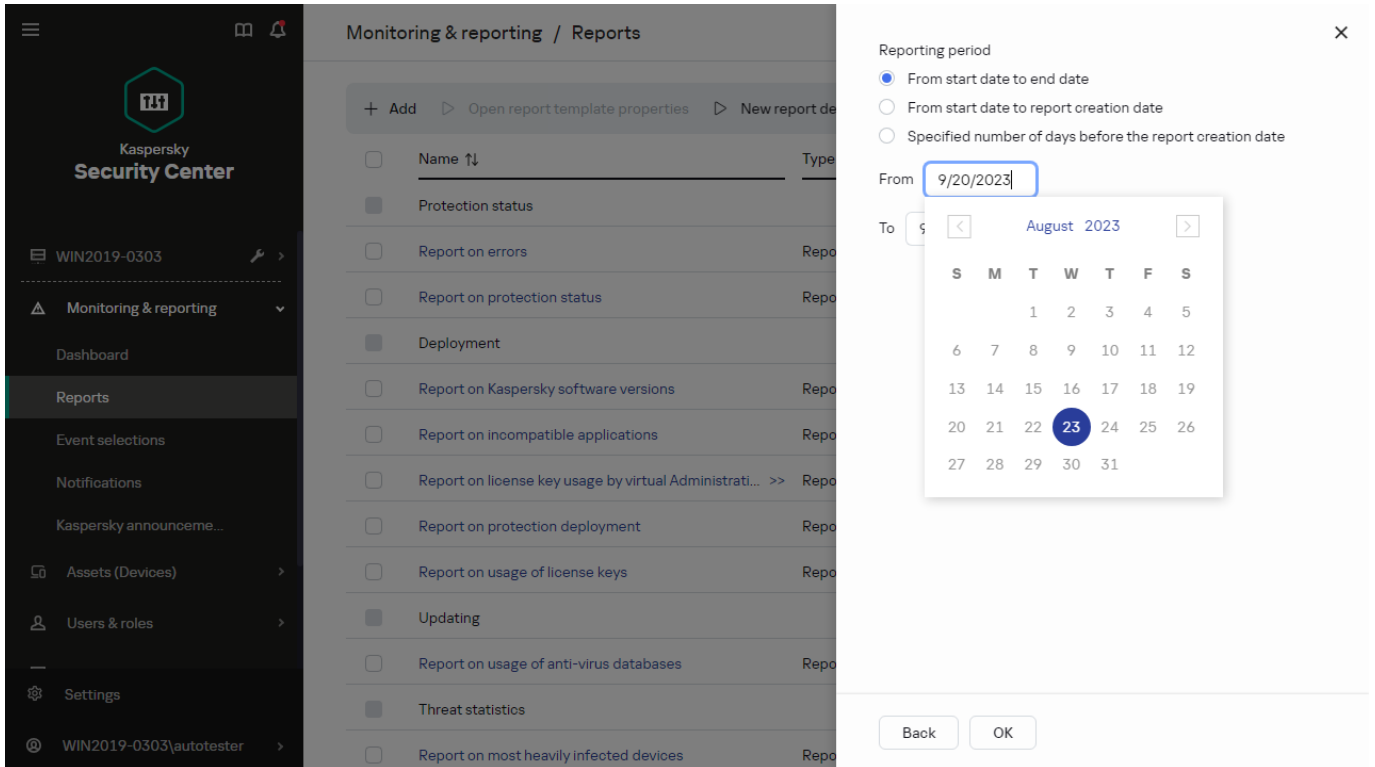 Kaspersky
Security Center
WIN2019-0303
Monitoring & reporting
Dashboard
Reports
Event selections
Notifications
Kaspersky announceme...
Assets (Devices)
Users & roles
Settings
WIN2019-0303\autotester
Monitoring & reporting / Reports
+ Add Open report template properties New report de
Name Type
Protection status
Report on errors Repo
Report on protection status Repo
Deployment
Report on Kaspersky software versions Repo
Report on incompatible applications Repo
Report on license key usage by virtual Administrati... >> Repo
Report on protection deployment Repo
Report on usage of license keys Repo
Updating
Report on usage of anti-virus databases Repo
Threat statistics
Report on most heavily infected devices Repo
Reporting period
From start date to end date
From start date to report creation date
Specified number of days before the report creation date
From 9/20/2023
To 9
August 2023
S M T W T F S
1 2 3 4 5
6 7 8 9 10 11 12
13 14 15 16 17 18 19
20 21 22 23 24 25 26
27 28 29 30 31
Back OK